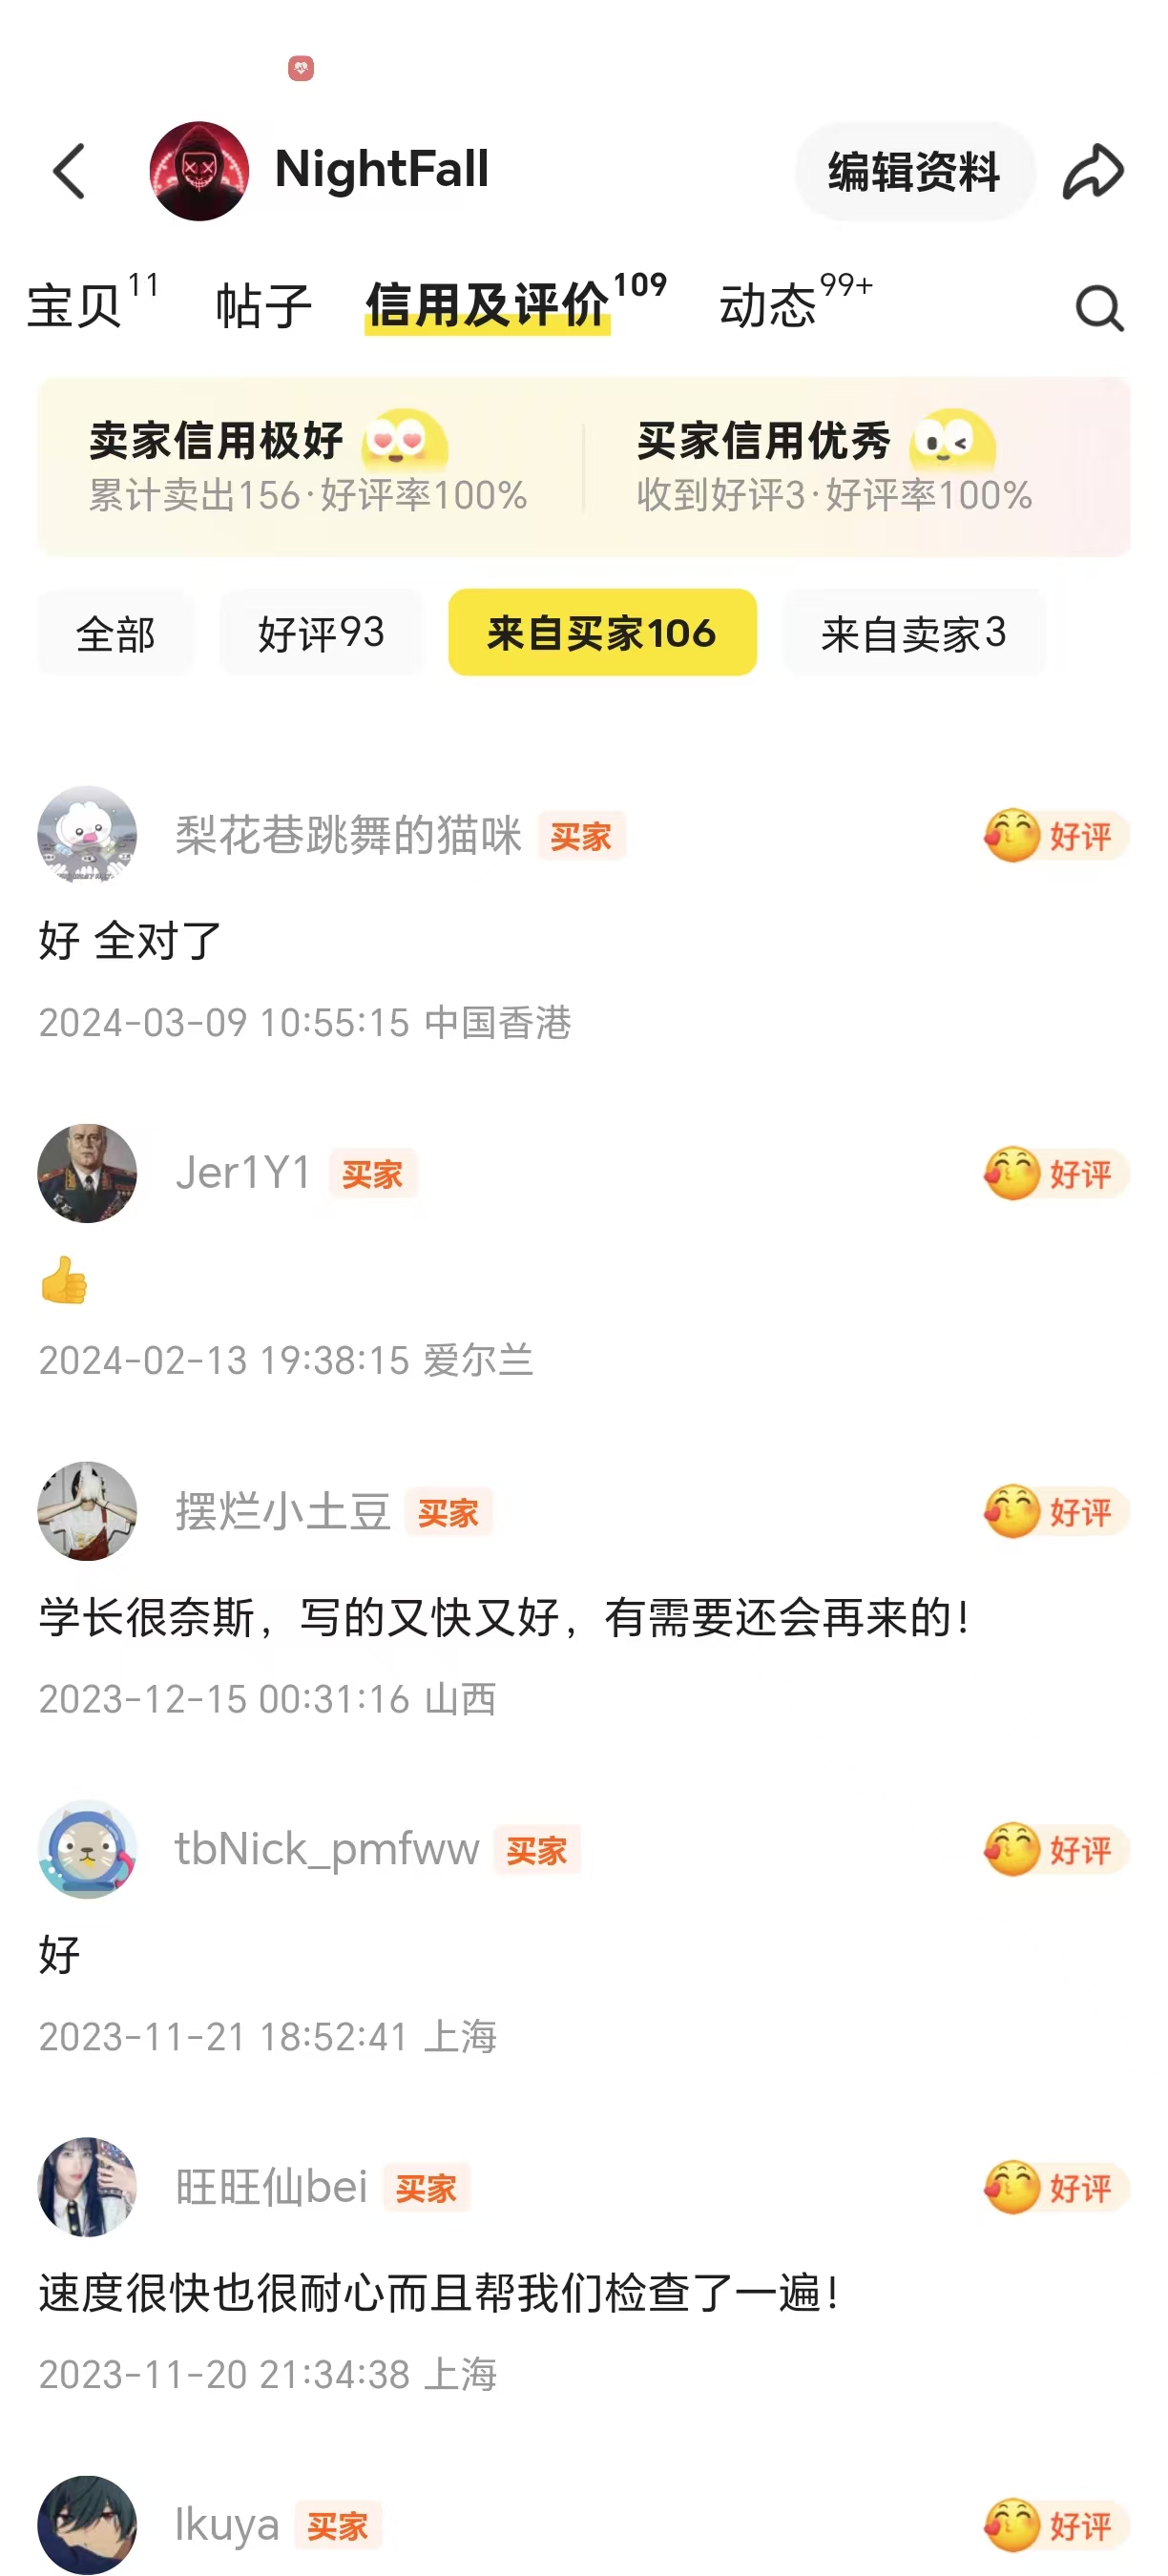 NightFall
编辑资料
宝贝 11 帖子 信用及评价 109 动态 99+
卖家信用极好
累计卖出156·好评率100%
买家信用优秀
收到好评3·好评率100%
全部 好评93 来自买家106 来自卖家3
梨花巷跳舞的猫咪 买家 好评
好 全对了
2024-03-09 10:55:15 中国香港
Jer1Y1 买家 好评
👍
2024-02-13 19:38:15 爱尔兰
摆烂小土豆 买家 好评
学长很奈斯，写的又快又好，有需要还会再来的！
2023-12-15 00:31:16 山西
tbNick_pmfww 买家 好评
好
2023-11-21 18:52:41 上海
旺旺仙bei 买家 好评
速度很快也很耐心而且帮我们检查了一遍！
2023-11-20 21:34:38 上海
Ikuya 买家 好评